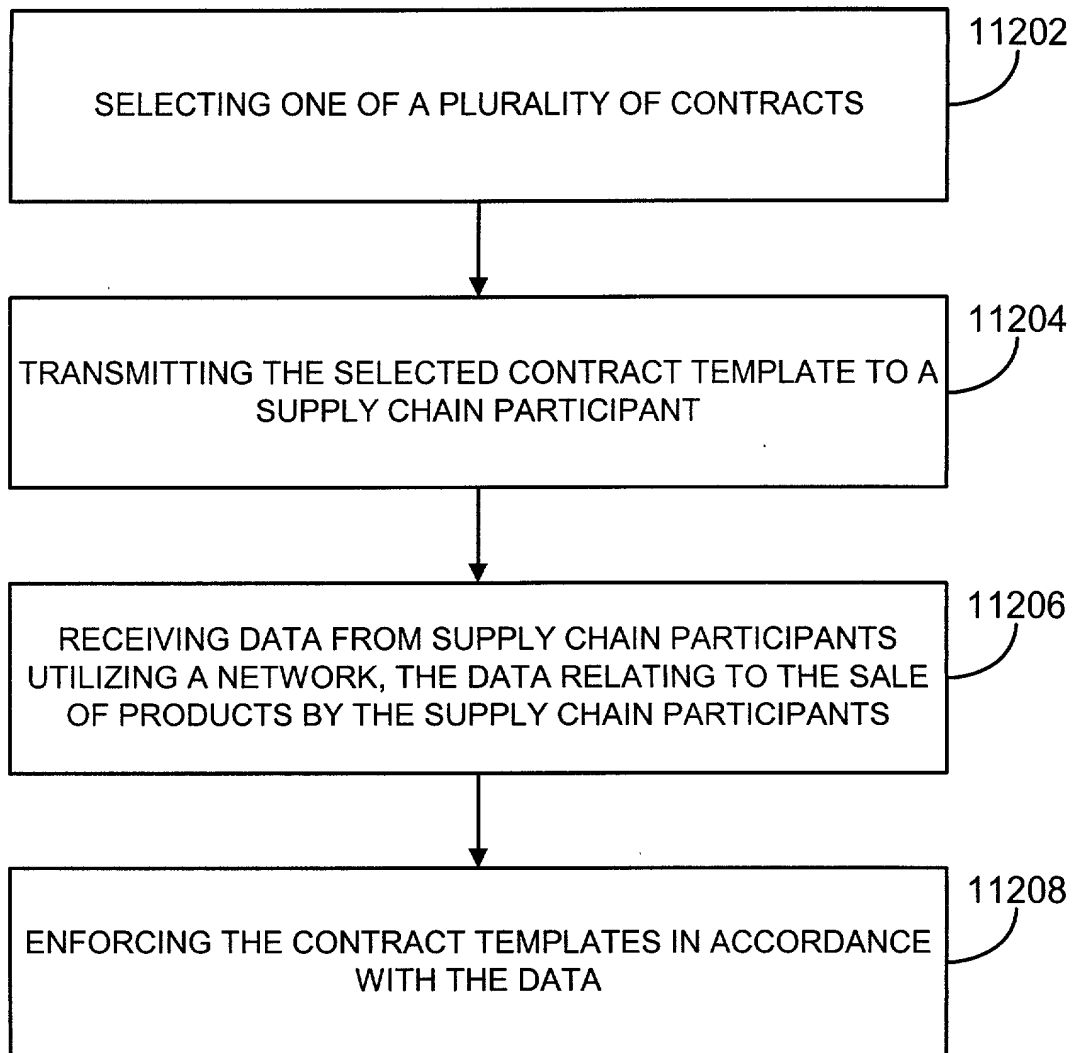 11202
SELECTING ONE OF A PLURALITY OF CONTRACTS
11204
TRANSMITTING THE SELECTED CONTRACT TEMPLATE TO A
SUPPLY CHAIN PARTICIPANT
11206
RECEIVING DATA FROM SUPPLY CHAIN PARTICIPANTS
UTILIZING A NETWORK, THE DATA RELATING TO THE SALE
OF PRODUCTS BY THE SUPPLY CHAIN PARTICIPANTS
11208
ENFORCING THE CONTRACT TEMPLATES IN ACCORDANCE
WITH THE DATA